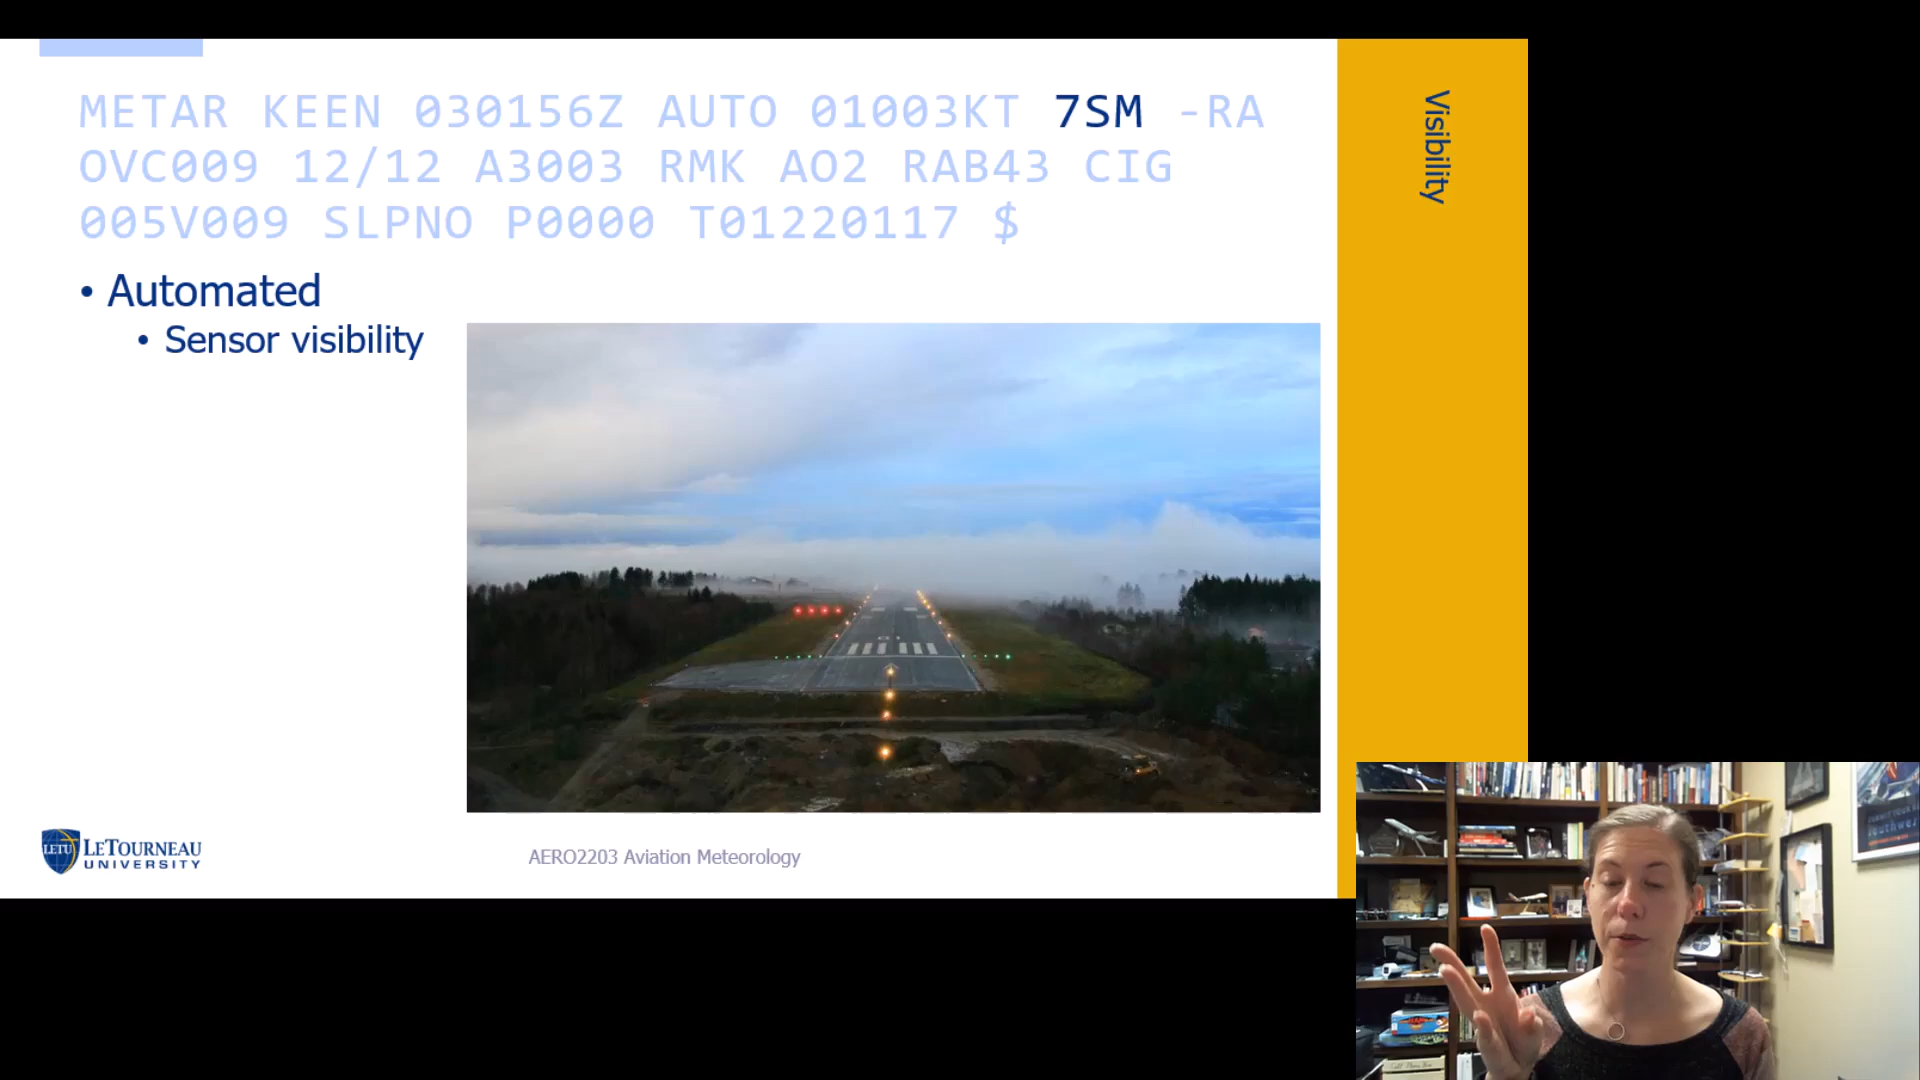 METAR KEEN 030156Z AUTO 01003KT 7SM -RA
OVC009 12/12 A3003 RMK AO2 RAB43 CIG
005V009 SLPNO P0000 T01220117 $
• Automated
• Sensor visibility
Visibility
LETU
LETOURNEAU
UNIVERSITY
AERO2203 Aviation Meteorology